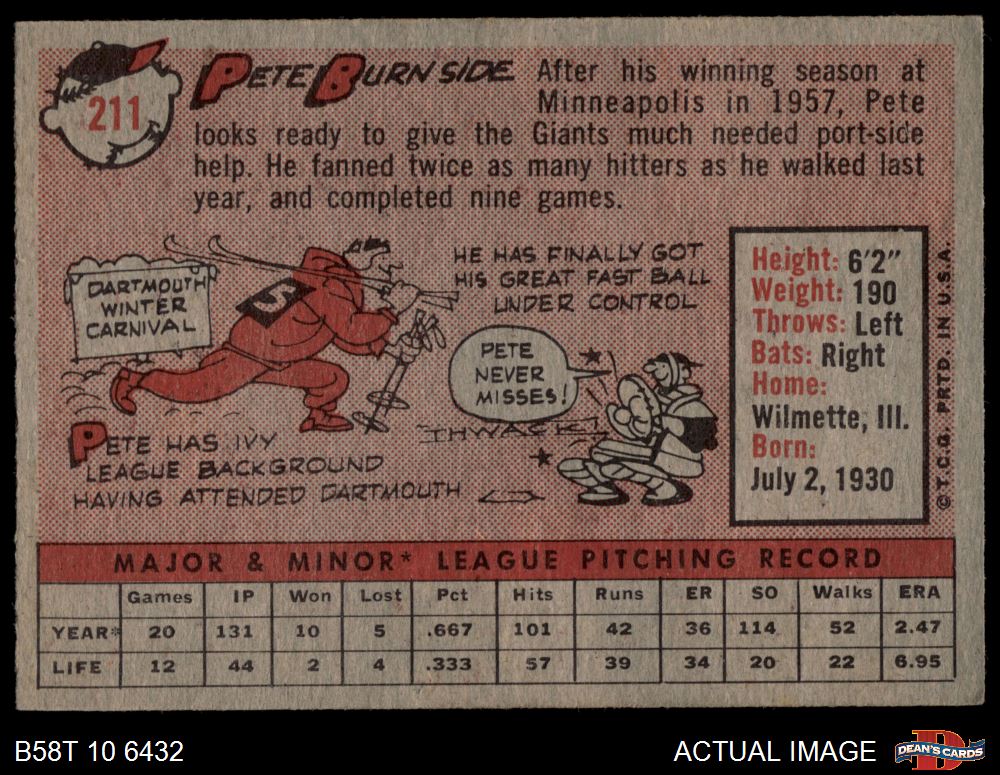 211
PETE BURNSIDE After his winning season at
Minneapolis in 1957, Pete
looks ready to give the Giants much needed port-side
help. He fanned twice as many hitters as he walked last
year, and completed nine games.
DARTMOUTH
WINTER
CARNIVAL
5
PETE HAS IVY
LEAGUE BACKGROUND
HAVING ATTENDED DARTMOUTH
HE HAS FINALLY GOT
HIS GREAT FAST BALL
UNDER CONTROL
PETE
NEVER
MISSES!
THWACK!
Height: 6'2"
Weight: 190
Throws: Left
Bats: Right
Home:
Wilmette, Ill.
Born:
July 2, 1930
© T.C.G. PRTD. IN U.S.A.
MAJOR & MINOR* LEAGUE PITCHING RECORD
Games IP Won Lost Pct Hits Runs ER SO Walks ERA
YEAR* 20 131 10 5 .667 101 42 36 114 52 2.47
LIFE 12 44 2 4 .333 57 39 34 20 22 6.95
B58T 10 6432
ACTUAL IMAGE
DEAN'S CARDS